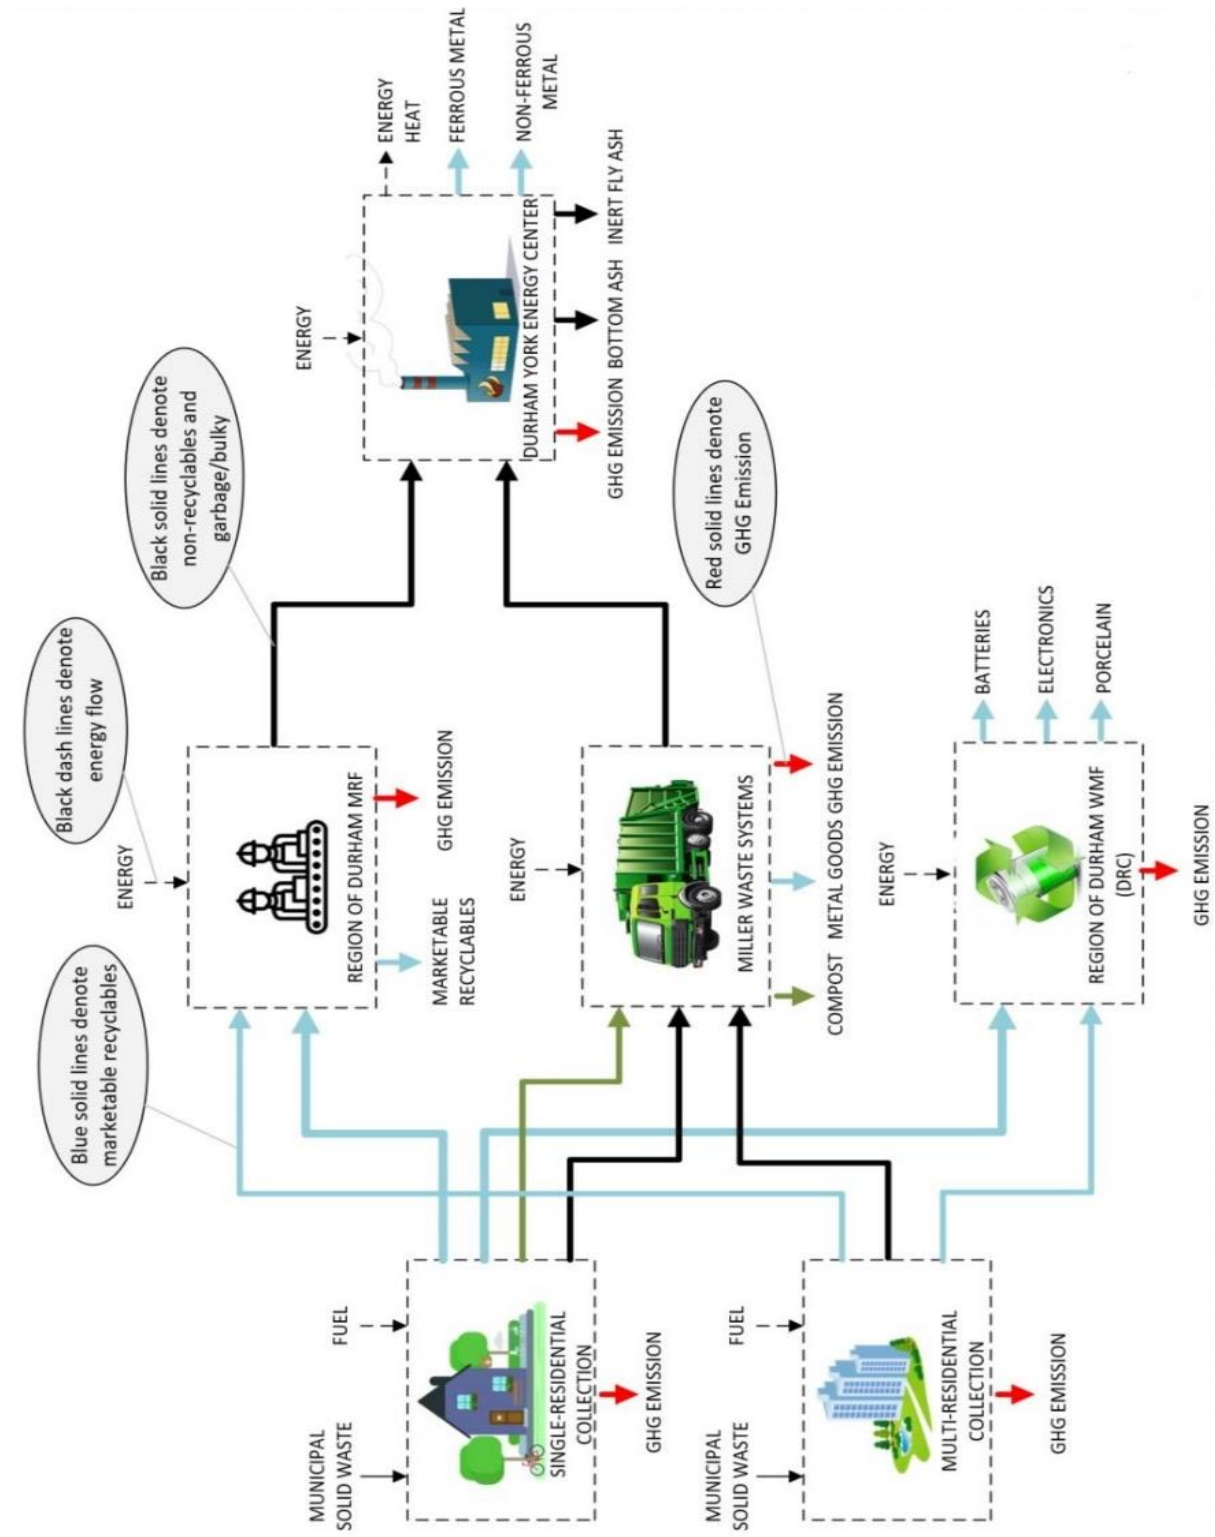 Blue solid lines denote
marketable recyclables
Black dash lines denote
energy flow
Black solid lines denote
non-recyclables and
garbage/bulky
ENERGY
REGION OF DURHAM MRF
MARKETABLE
RECYCLABLES
GHG EMISSION
ENERGY
DURHAM YORK ENERGY CENTER
ENERGY
HEAT
FERROUS METAL
NON-FERROUS
METAL
GHG EMISSION
BOTTOM ASH
INERT FLY ASH
MUNICIPAL
SOLID WASTE
FUEL
SINGLE-RESIDENTIAL
COLLECTION
GHG EMISSION
ENERGY
MILLER WASTE SYSTEMS
COMPOST
METAL GOODS
GHG EMISSION
Red solid lines denote
GHG Emission
MUNICIPAL
SOLID WASTE
FUEL
MULTI-RESIDENTIAL
COLLECTION
GHG EMISSION
ENERGY
REGION OF DURHAM WMF
(DRC)
BATTERIES
ELECTRONICS
PORCELAIN
GHG EMISSION